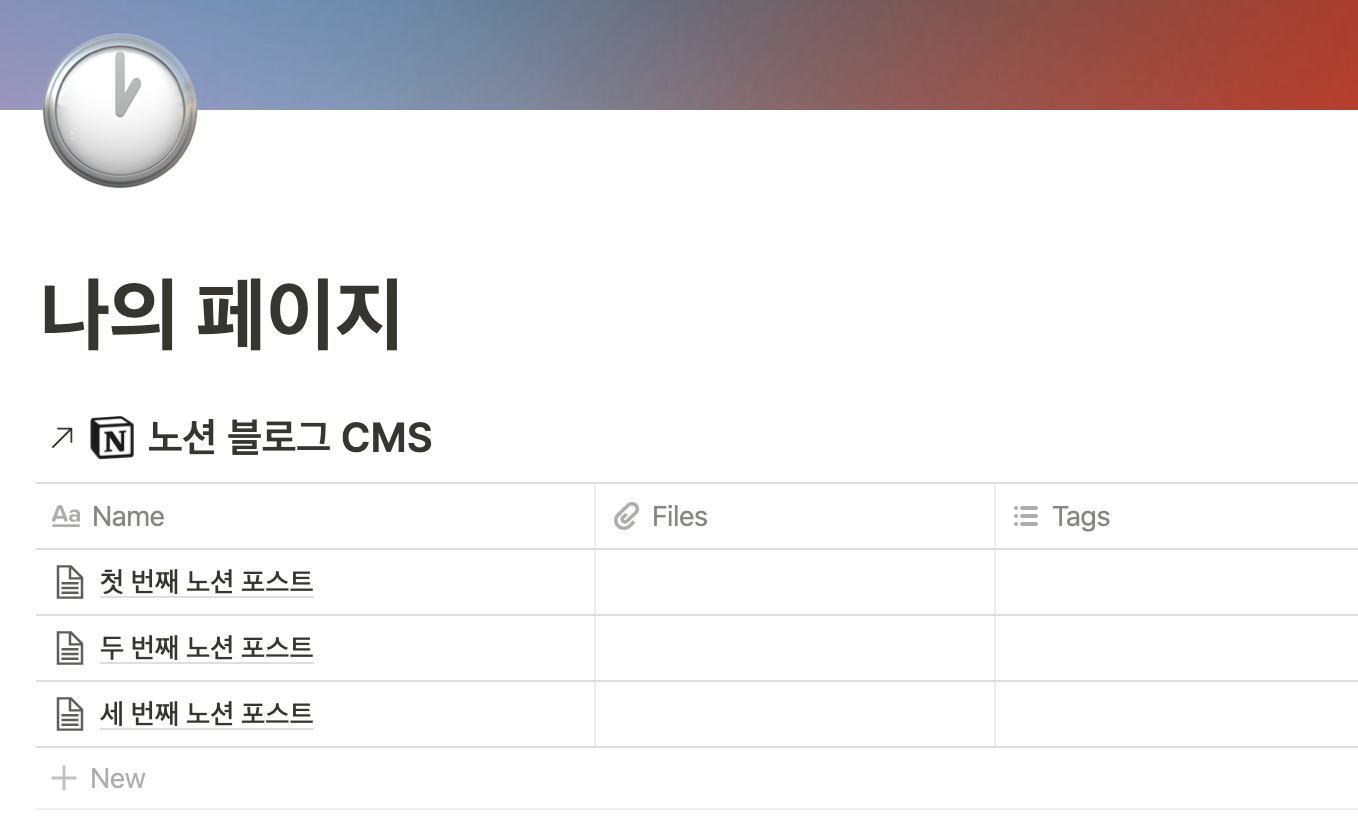 나의 페이지
노션 블로그 CMS
Aa Name Files Tags
첫 번째 노션 포스트
두 번째 노션 포스트
세 번째 노션 포스트
New